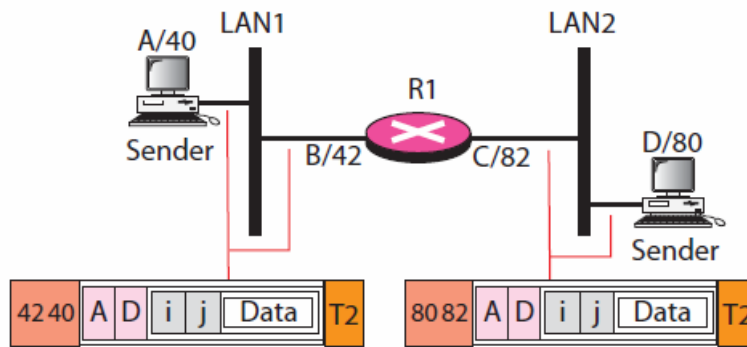 LAN1
LAN2
A/40
R1
Sender
B/42
C/82
D/80
Sender
42 40 A D i j Data T2
80 82 A D i j Data T2